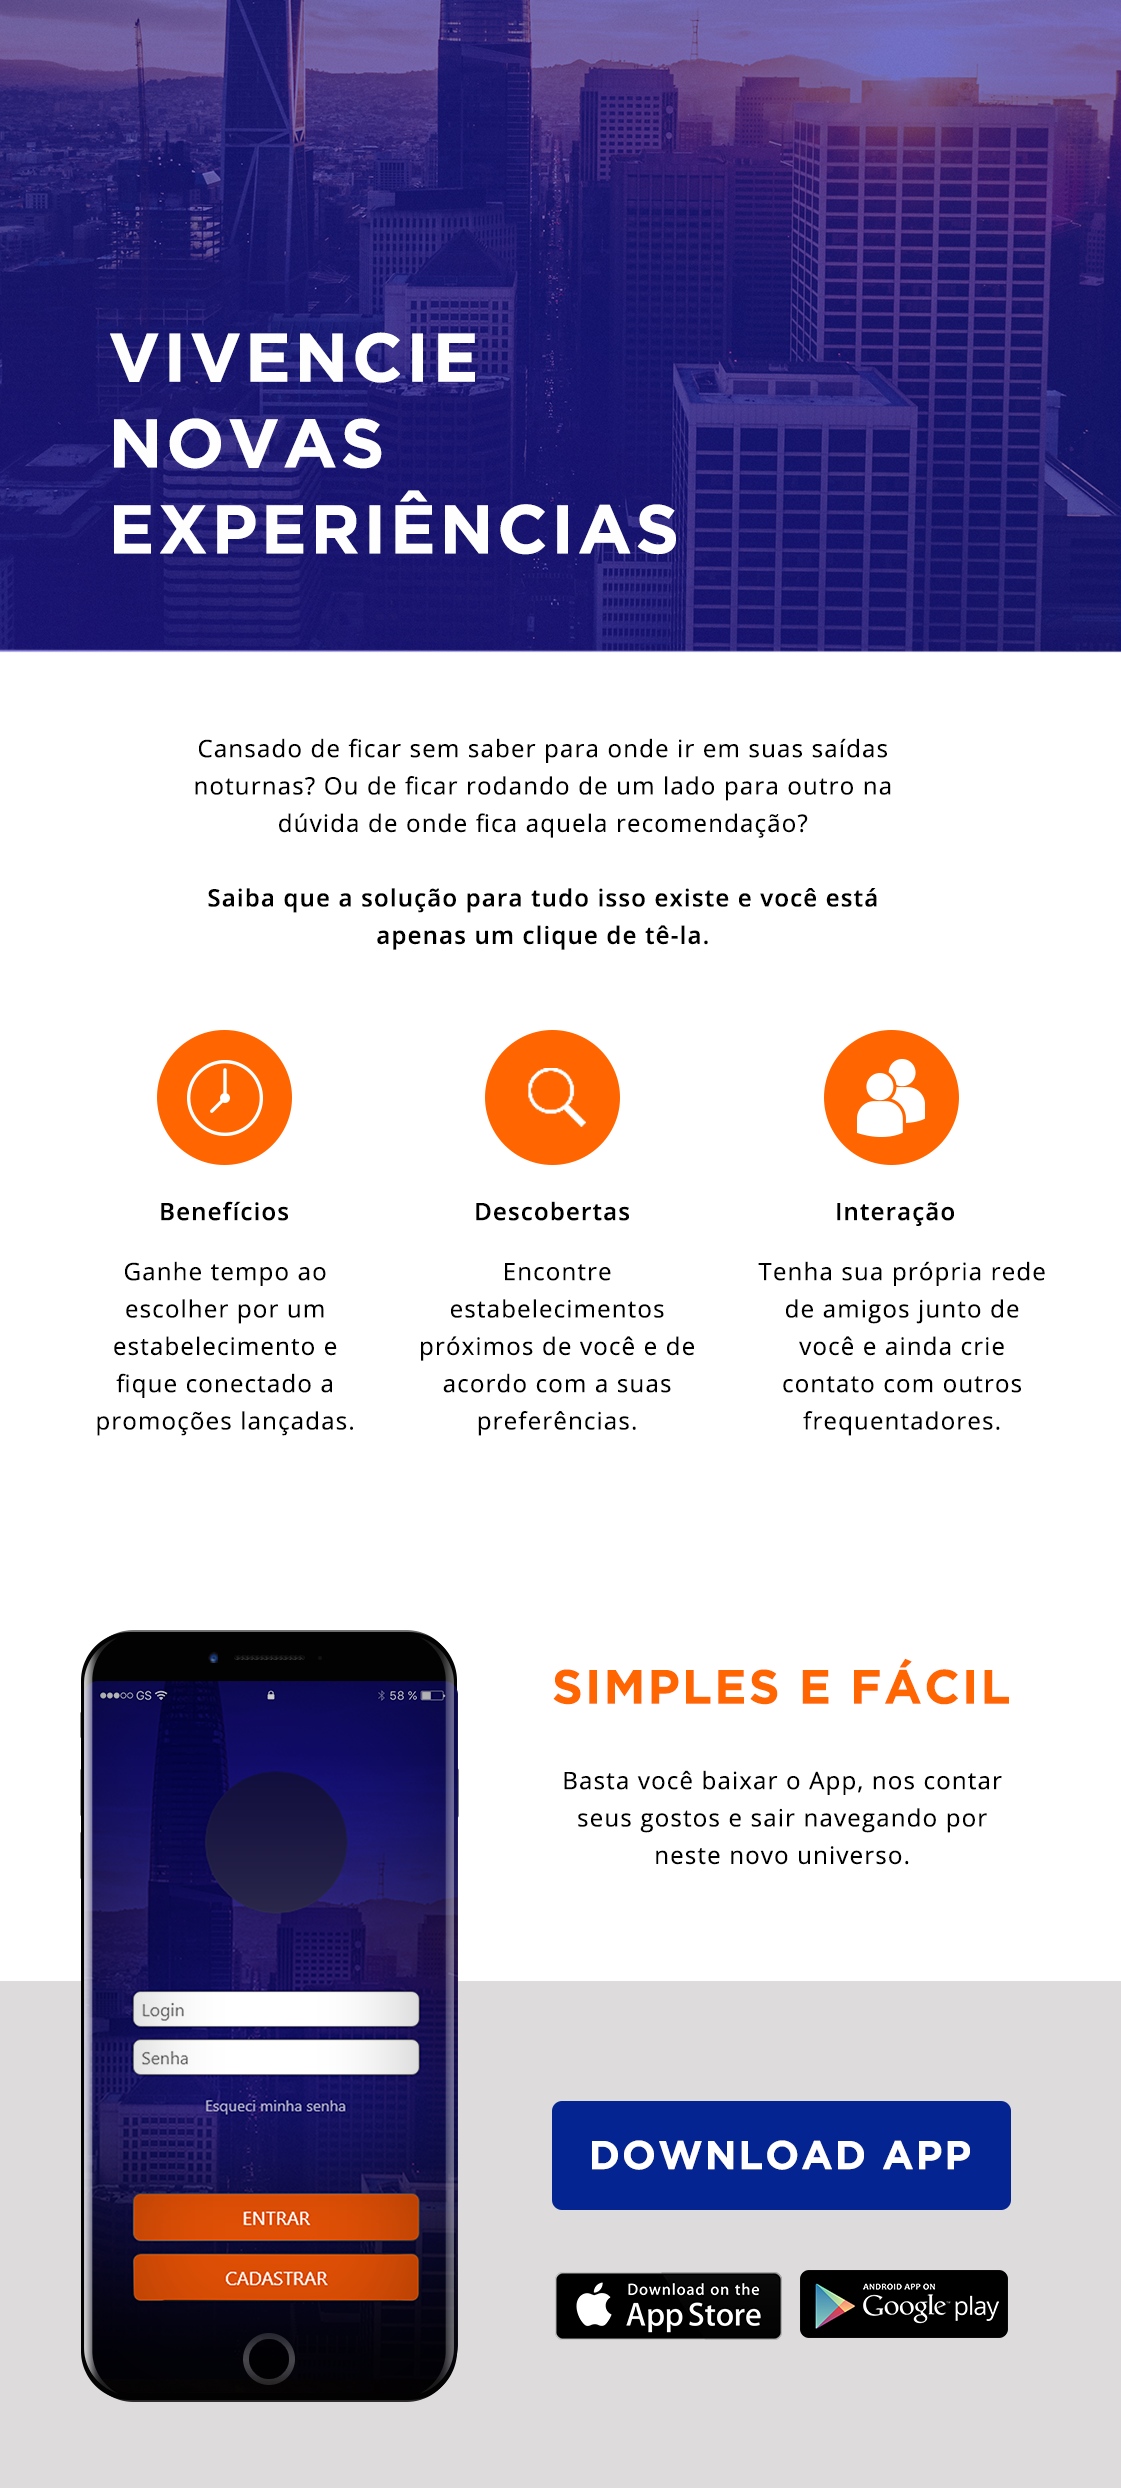 VIVENCIE
NOVAS
EXPERIÊNCIAS
Cansado de ficar sem saber para onde ir em suas saídas
noturnas? Ou de ficar rodando de um lado para outro na
dúvida de onde fica aquela recomendação?
Saiba que a solução para tudo isso existe e você está
apenas um clique de tê-la.
Benefícios
Ganhe tempo ao
escolher por um
estabelecimento e
fique conectado a
promoções lançadas.
Descobertas
Encontre
estabelecimentos
próximos de você e de
acordo com a suas
preferências.
Interação
Tenha sua própria rede
de amigos junto de
você e ainda crie
contato com outros
frequentadores.
GS 58 %
Login
Senha
Esqueci minha senha
ENTRAR
CADASTRAR
SIMPLES E FÁCIL
Basta você baixar o App, nos contar
seus gostos e sair navegando por
neste novo universo.
DOWNLOAD APP
Download on the
App Store
ANDROID APP ON
Google play